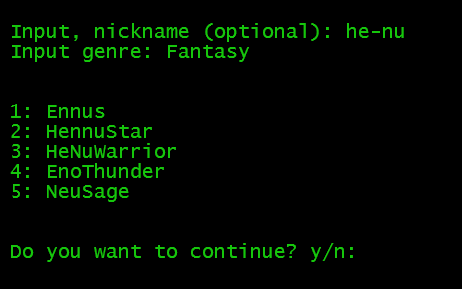 Input, nickname (optional): he-nu
Input genre: Fantasy
1: Ennus
2: HennuStar
3: HeNuWarrior
4: EnoThunder
5: NeuSage
Do you want to continue? y/n: